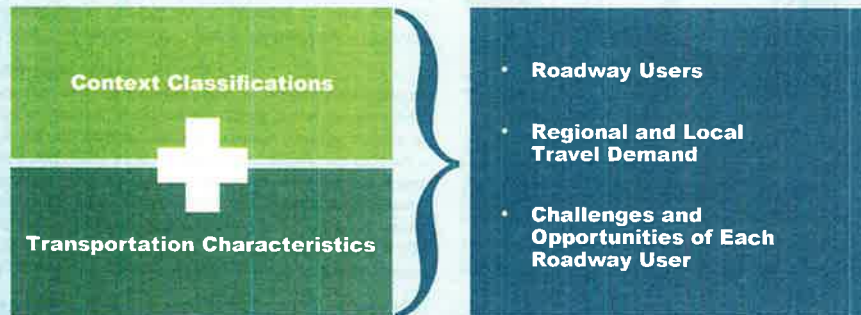 Context Classifications
Transportation Characteristics
• Roadway Users
• Regional and Local
Travel Demand
• Challenges and
Opportunities of Each
Roadway User